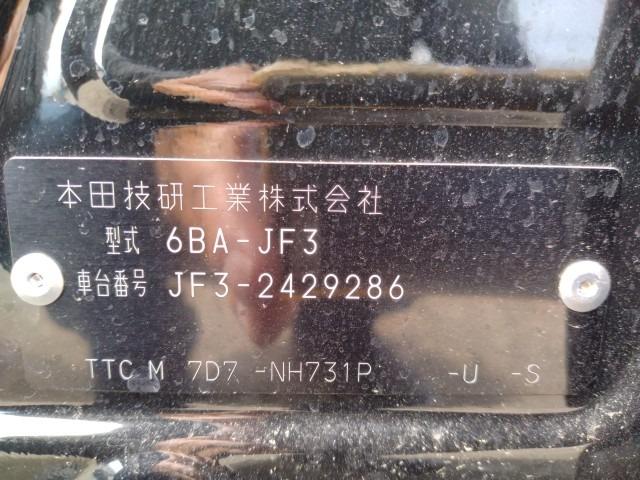 本田技研工業株式会社
型式 6BA-JF3
車台番号 JF3-2429286
TTC M 7D7 -NH731P -U -S